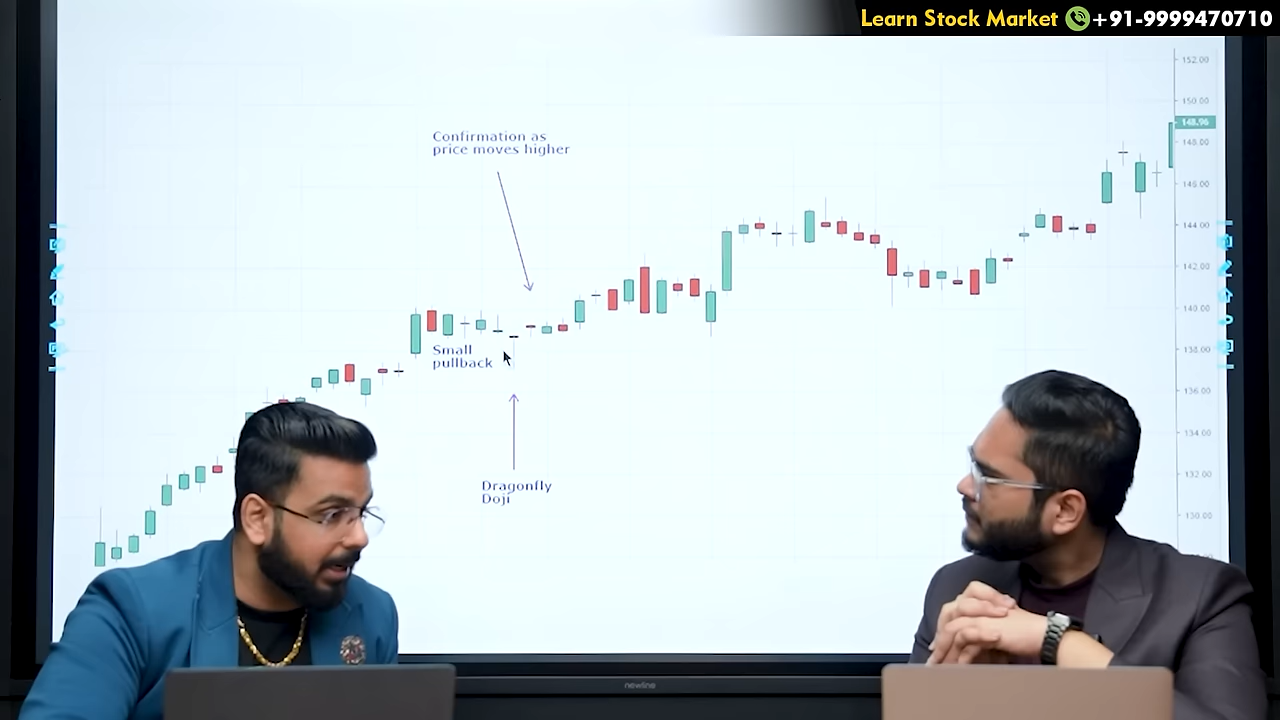 Learn Stock Market +91-9999470710
152.00
150.00
148.96
148.00
146.00
144.00
142.00
140.00
138.00
136.00
134.00
132.00
130.00
Confirmation as
price moves higher
Small
pullback
Dragonfly
Doji
newline